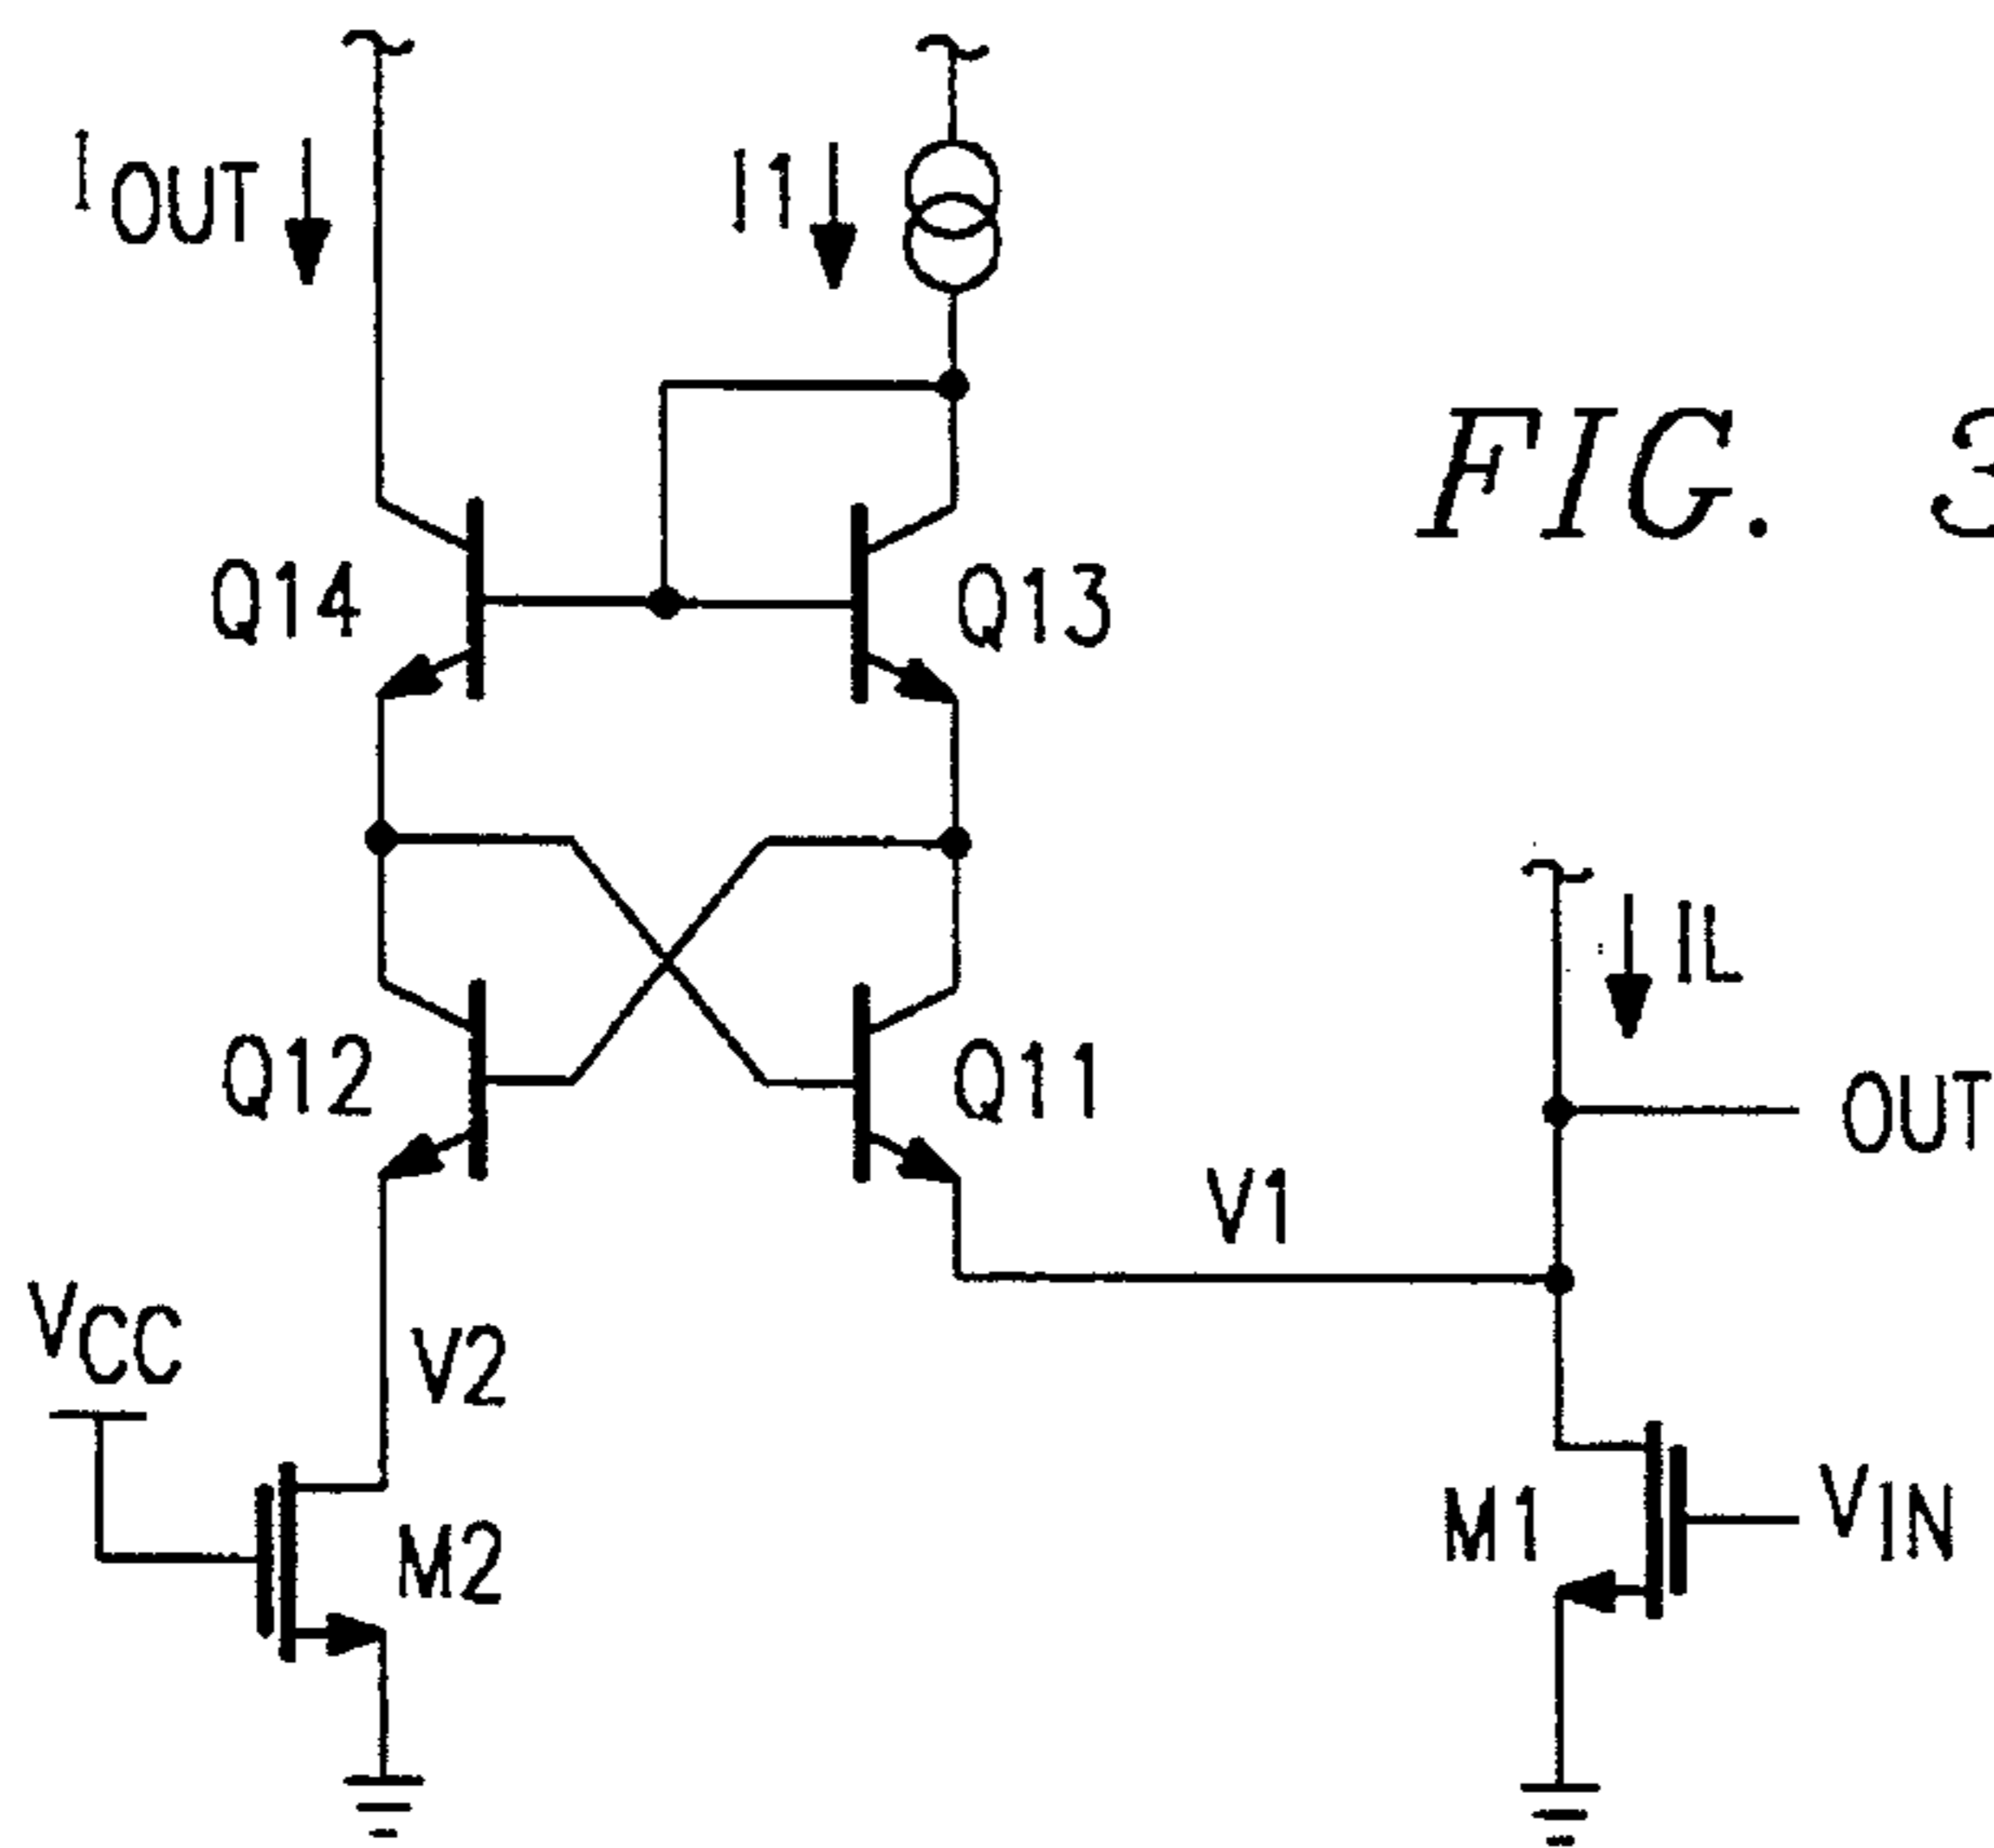 IOUT
I1
FIG. 3
Q14
Q13
IL
Q12
Q11
OUT
V1
VCC
V2
M2
M1
VIN